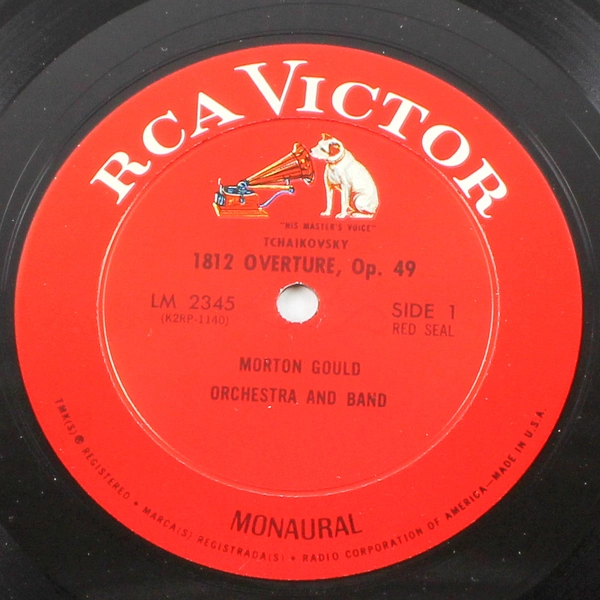 RCA VICTOR
"HIS MASTER'S VOICE"
TCHAIKOVSKY
1812 OVERTURE, Op. 49
LM 2345
(K2RP-1140)
SIDE 1
RED SEAL
MORTON GOULD
ORCHESTRA AND BAND
MONAURAL
TMK(S) ® REGISTERED • MARCA(S) REGISTRADA(S) • RADIO CORPORATION OF AMERICA—MADE IN U.S.A.